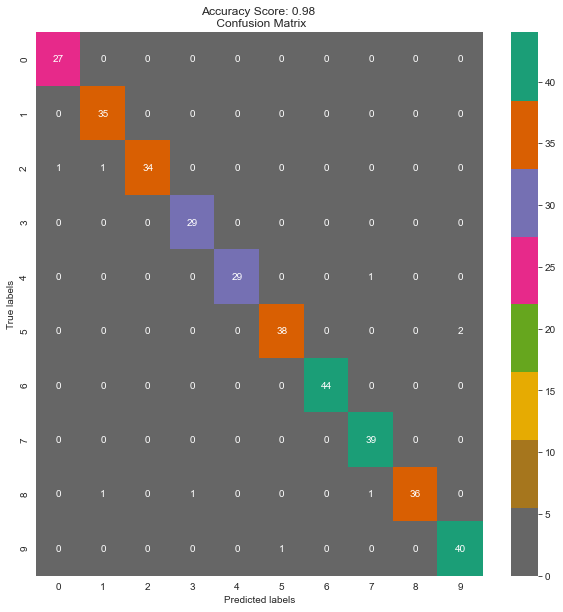 Accuracy Score: 0.98
Confusion Matrix
0 27 0 0 0 0 0 0 0 0 0
1 0 35 0 0 0 0 0 0 0 0
2 1 1 34 0 0 0 0 0 0 0
3 0 0 0 29 0 0 0 0 0 0
4 0 0 0 0 29 0 0 1 0 0
5 0 0 0 0 0 38 0 0 0 2
6 0 0 0 0 0 0 44 0 0 0
7 0 0 0 0 0 0 0 39 0 0
8 0 1 0 1 0 0 0 1 36 0
9 0 0 0 0 0 1 0 0 0 40
0 1 2 3 4 5 6 7 8 9
Predicted labels
True labels
40
35
30
25
20
15
10
5
0